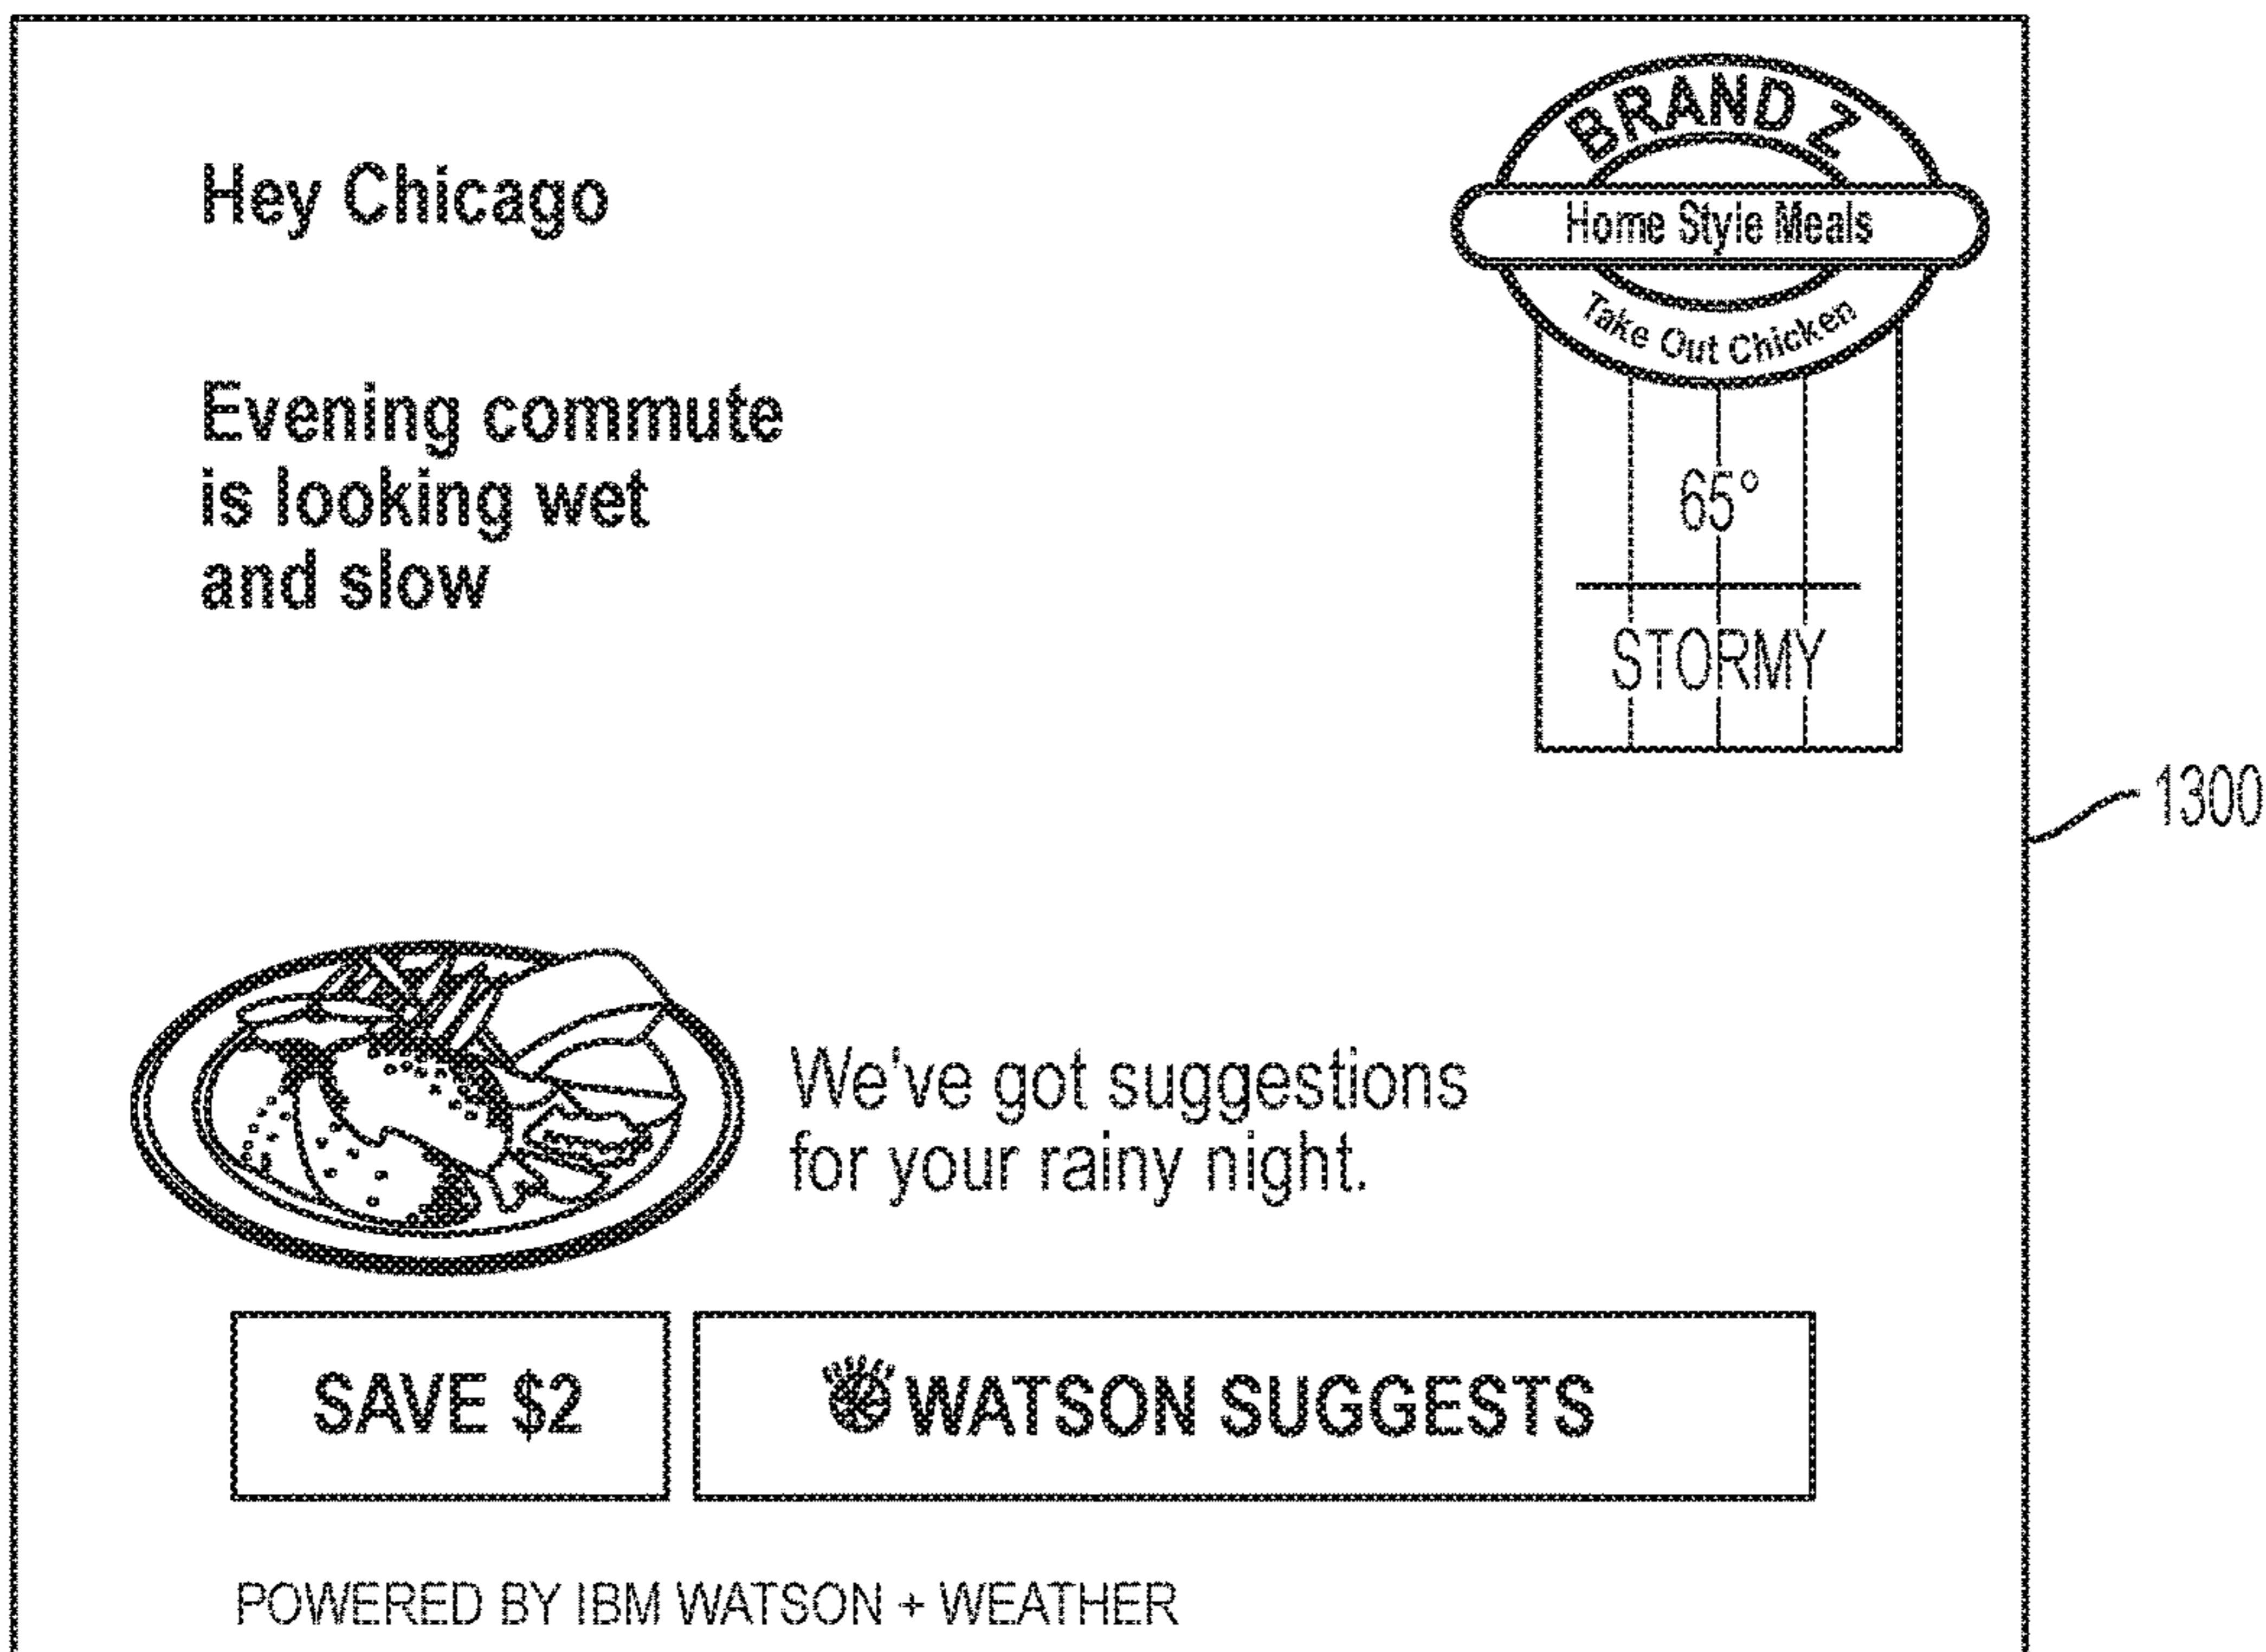 Hey Chicago
BRAND Z
Home Style Meals
Take Out Chicken
Evening commute
is looking wet
and slow
65°
STORMY
1300
We've got suggestions
for your rainy night.
SAVE $2
WATSON SUGGESTS
POWERED BY IBM WATSON + WEATHER